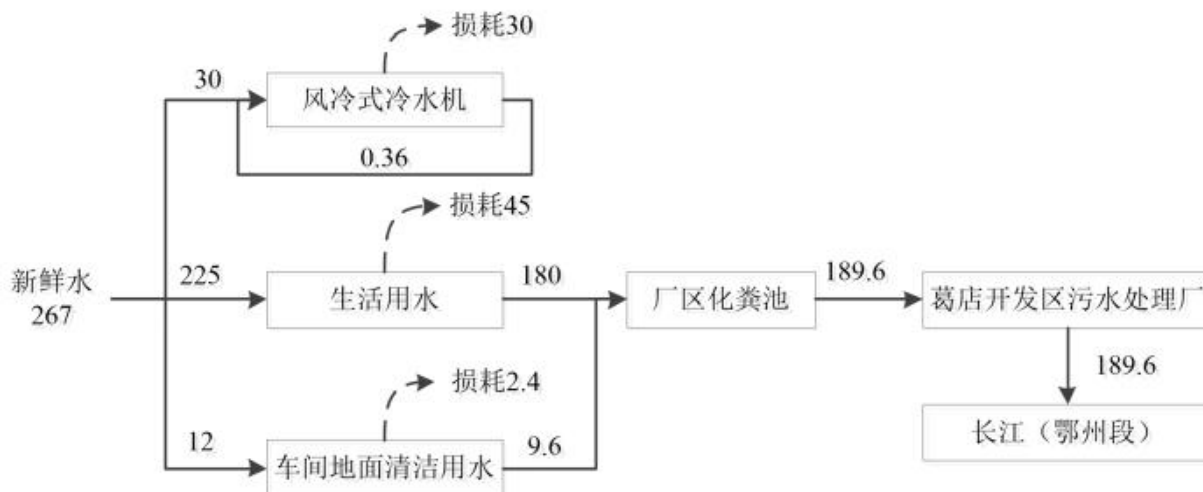 损耗30
30
风冷式冷水机
0.36
损耗45
新鲜水
267
225
生活用水
180
厂区化粪池
189.6
葛店开发区污水处理厂
189.6
长江（鄂州段）
损耗2.4
12
车间地面清洁用水
9.6